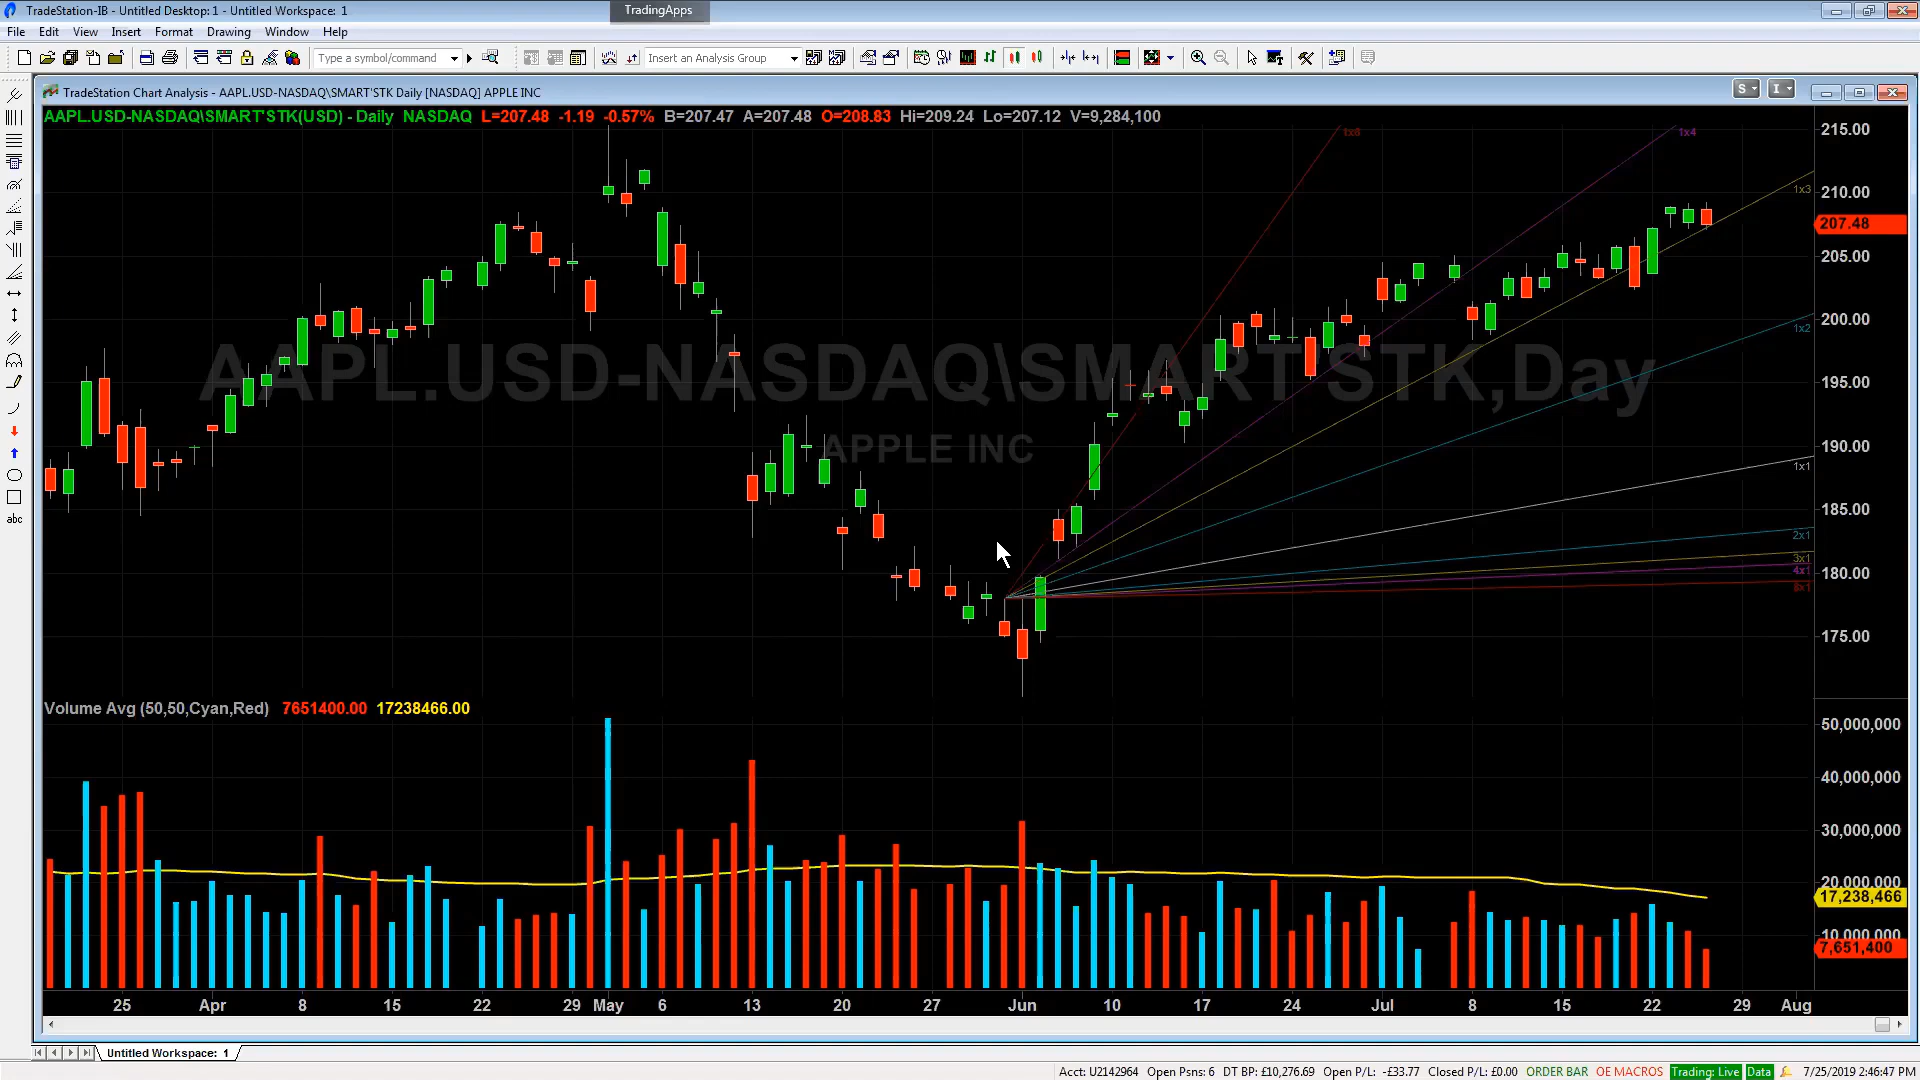 TradeStation-IB - Untitled Desktop: 1 - Untitled Workspace: 1
TradingApps
File Edit View Insert Format Drawing Window Help
Type a symbol/command
Insert an Analysis Group
TradeStation Chart Analysis - AAPL.USD-NASDAQ\SMART'STK Daily [NASDAQ] APPLE INC
S I
AAPL.USD-NASDAQ\SMART'STK(USD) - Daily NASDAQ L=207.48 -1.19 -0.57% B=207.47 A=207.48 O=208.83 Hi=209.24 Lo=207.12 V=9,284,100
215.00
1x8 1x4
1x3
210.00
207.48
205.00
200.00
1x2
AAPL.USD-NASDAQ\SMART'STK,Day
195.00
APPLE INC
190.00
1x1
185.00
2x1
3x1
4x1
180.00
8x1
175.00
abc
Volume Avg (50,50,Cyan,Red) 7651400.00 17238466.00
50,000,000
40,000,000
30,000,000
20,000,000
17,238,466
10,000,000
7,651,400
25 Apr 8 15 22 29 May 6 13 20 27 Jun 10 17 24 Jul 8 15 22 29 Aug
Untitled Workspace: 1
Acct: U2142964 Open Psns: 6 DT BP: £10,276.69 Open P/L: -£33.77 Closed P/L: £0.00 ORDER BAR OE MACROS Trading: Live Data 7/25/2019 2:46:47 PM